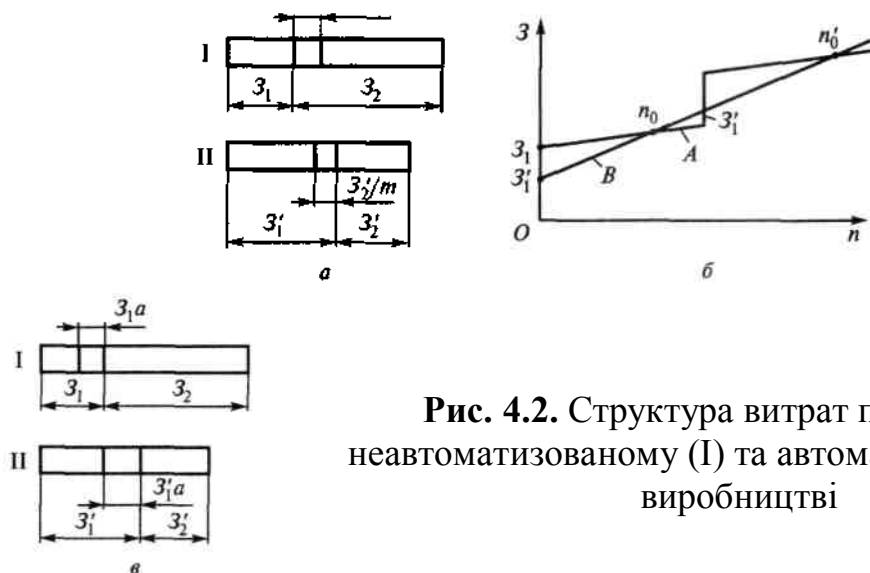 I
З₁ З₂
II
З′₂/m
З′₁ З′₂
а
З
n′₀
n₀
З′₁
З₁
A
З′₁
B
O
n
б
З₁a
I
З₁ З₂
II
З′₁a
З′₁ З′₂
в
Рис. 4.2. Структура витрат
неавтоматизованому (I) та
виробництві